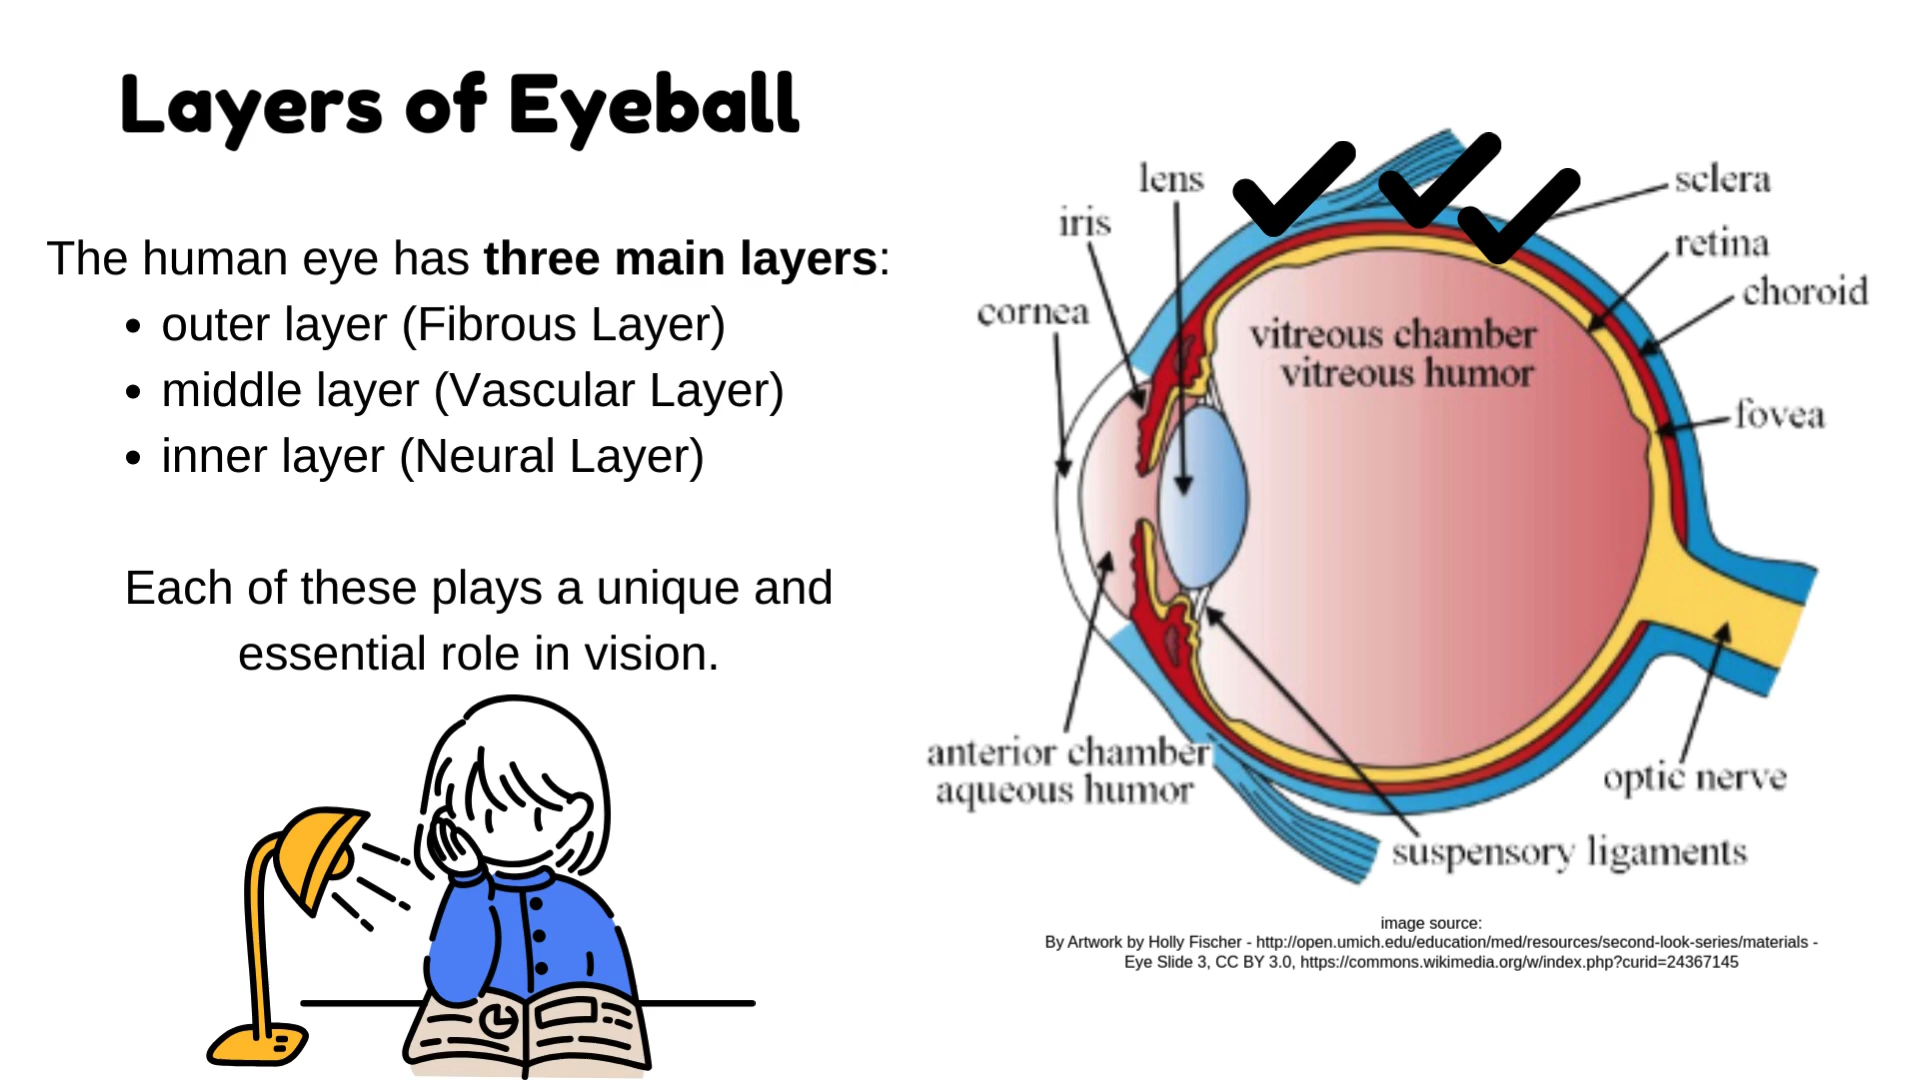 Layers of Eyeball
The human eye has three main layers:
• outer layer (Fibrous Layer)
• middle layer (Vascular Layer)
• inner layer (Neural Layer)
Each of these plays a unique and
essential role in vision.
lens
iris
cornea
sclera
retina
choroid
vitreous chamber
vitreous humor
fovea
anterior chamber
aqueous humor
optic nerve
suspensory ligaments
image source:
By Artwork by Holly Fischer - http://open.umich.edu/education/med/resources/second-look-series/materials -
Eye Slide 3, CC BY 3.0, https://commons.wikimedia.org/w/index.php?curid=24367145